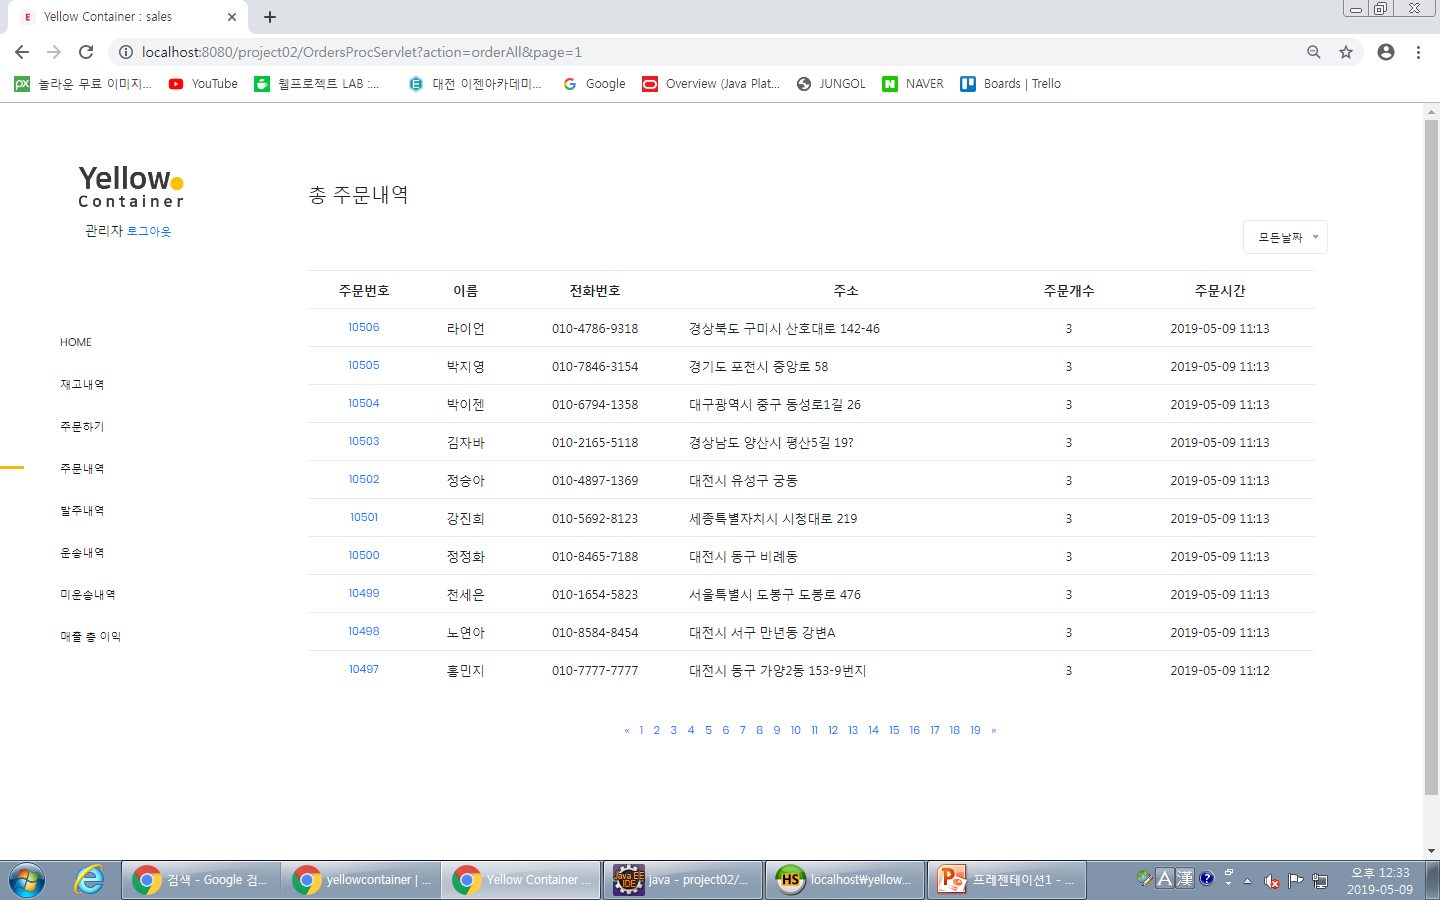 Yellow Container : sales
localhost:8080/project02/OrdersProcServlet?action=orderAll&page=1
놀라운 무료 이미지... YouTube 웹프로젝트 LAB :... 대전 이젠아카데미... Google Overview (Java Plat... JUNGOL NAVER Boards | Trello
Yellow
Container
관리자 로그아웃
HOME
재고내역
주문하기
주문내역
발주내역
운송내역
미운송내역
매출 총 이익
총 주문내역
모든날짜
주문번호 이름 전화번호 주소 주문개수 주문시간
10506 라이언 010-4786-9318 경상북도 구미시 산호대로 142-46 3 2019-05-09 11:13
10505 박지영 010-7846-3154 경기도 포천시 중앙로 58 3 2019-05-09 11:13
10504 박이젠 010-6794-1358 대구광역시 중구 동성로1길 26 3 2019-05-09 11:13
10503 김자바 010-2165-5118 경상남도 양산시 평산5길 19? 3 2019-05-09 11:13
10502 정승아 010-4897-1369 대전시 유성구 궁동 3 2019-05-09 11:13
10501 강진희 010-5692-8123 세종특별자치시 시청대로 219 3 2019-05-09 11:13
10500 정정화 010-8465-7188 대전시 동구 비례동 3 2019-05-09 11:13
10499 천세은 010-1654-5823 서울특별시 도봉구 도봉로 476 3 2019-05-09 11:13
10498 노연아 010-8584-8454 대전시 서구 만년동 강변A 3 2019-05-09 11:13
10497 홍민지 010-7777-7777 대전시 동구 가양2동 153-9번지 3 2019-05-09 11:12
« 1 2 3 4 5 6 7 8 9 10 11 12 13 14 15 16 17 18 19 »
검색 - Google 검... yellowcontainer | ... Yellow Container ... java - project02/... localhost₩yellow... 프레젠테이션1 - ... A 漢 오후 12:33
2019-05-09